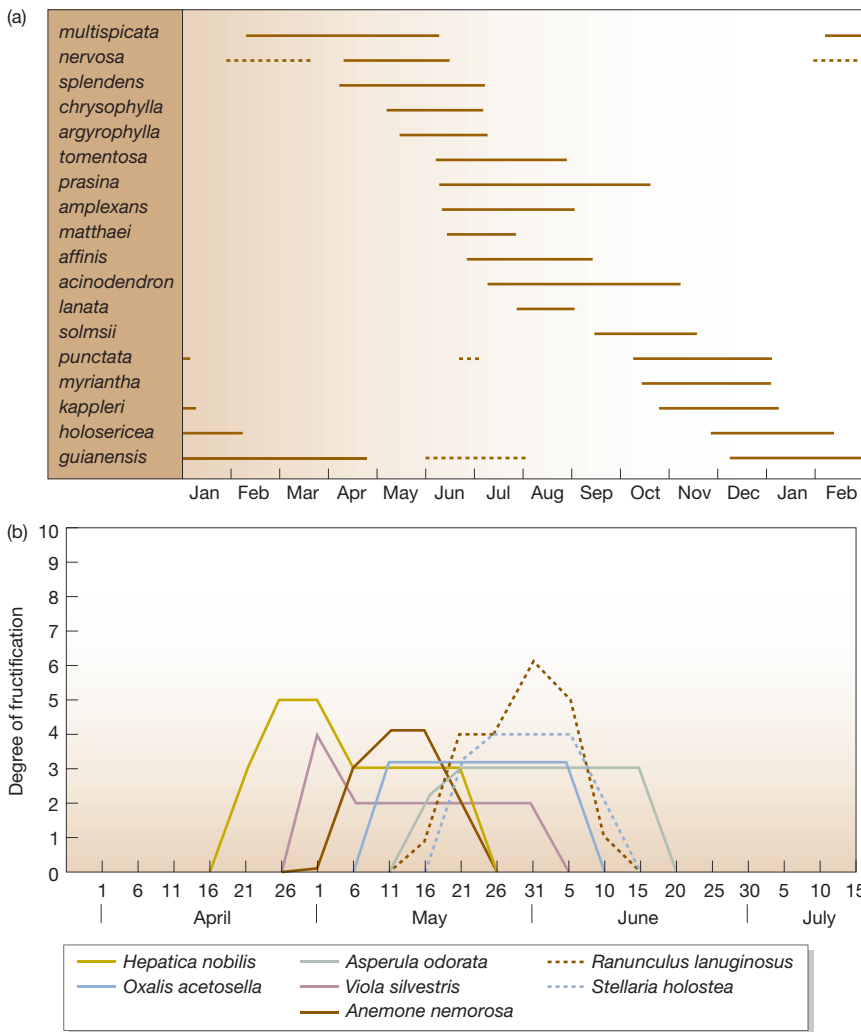 (a)
multispicata
nervosa
splendens
chrysophylla
argyrophylla
tomentosa
prasina
amplexans
matthaei
affinis
acinodendron
lanata
solmsii
punctata
myriantha
kappleri
holosericea
guianensis
Jan Feb Mar Apr May Jun Jul Aug Sep Oct Nov Dec Jan Feb
(b)
Degree of fructification
10
9
8
7
6
5
4
3
2
1
0
1 6 11 16 21 26 1 6 11 16 21 26 31 5 10 15 20 25 30 5 10 15
April May June July
Hepatica nobilis Asperula odorata Ranunculus lanuginosus
Oxalis acetosella Viola silvestris Stellaria holostea
Anemone nemorosa